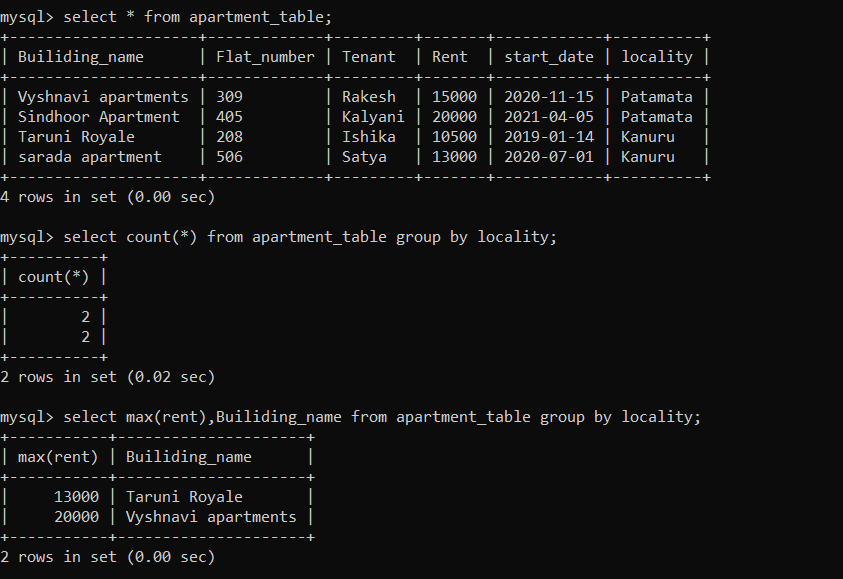 mysql> select * from apartment_table;
+---------------------+-------------+---------+-------+------------+----------+
| Builiding_name      | Flat_number | Tenant  | Rent  | start_date | locality |
+---------------------+-------------+---------+-------+------------+----------+
| Vyshnavi apartments | 309         | Rakesh  | 15000 | 2020-11-15 | Patamata |
| Sindhoor Apartment  | 405         | Kalyani | 20000 | 2021-04-05 | Patamata |
| Taruni Royale       | 208         | Ishika  | 10500 | 2019-01-14 | Kanuru   |
| sarada apartment    | 506         | Satya   | 13000 | 2020-07-01 | Kanuru   |
+---------------------+-------------+---------+-------+------------+----------+
4 rows in set (0.00 sec)
mysql> select count(*) from apartment_table group by locality;
+----------+
| count(*) |
+----------+
|        2 |
|        2 |
+----------+
2 rows in set (0.02 sec)
mysql> select max(rent),Builiding_name from apartment_table group by locality;
+-----------+---------------------+
| max(rent) | Builiding_name      |
+-----------+---------------------+
|     13000 | Taruni Royale       |
|     20000 | Vyshnavi apartments |
+-----------+---------------------+
2 rows in set (0.00 sec)